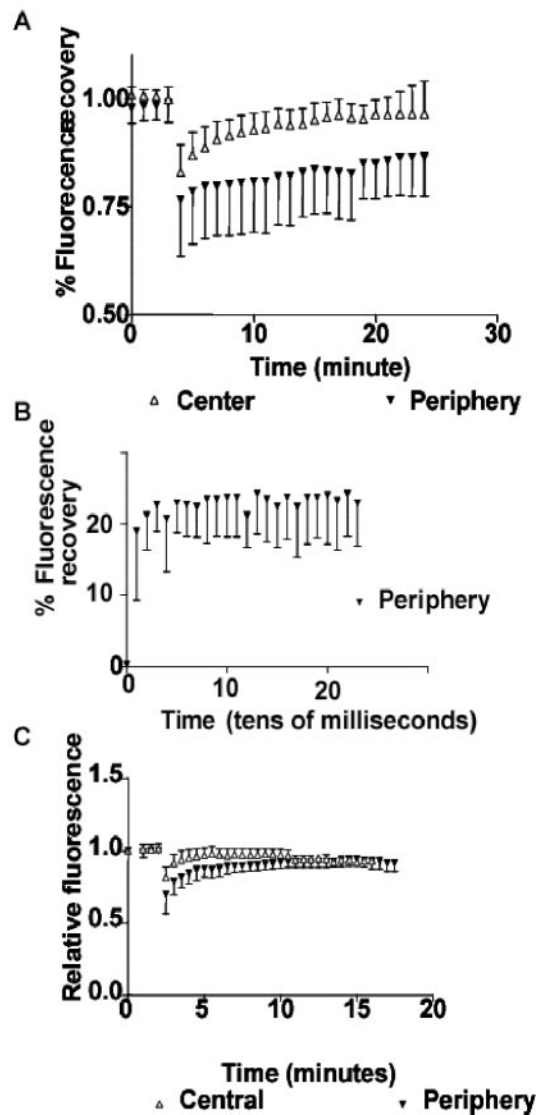 A
% Fluorecence recovery
1.00
0.75
0.50
0 10 20 30
Time (minute)
Center Periphery
B
% Fluorescence
recovery
20
10
0
Periphery
0 10 20
Time (tens of milliseconds)
C
Relative fluorescence
1.5
1.0
0.5
0.0
0 5 10 15 20
Time (minutes)
Central Periphery